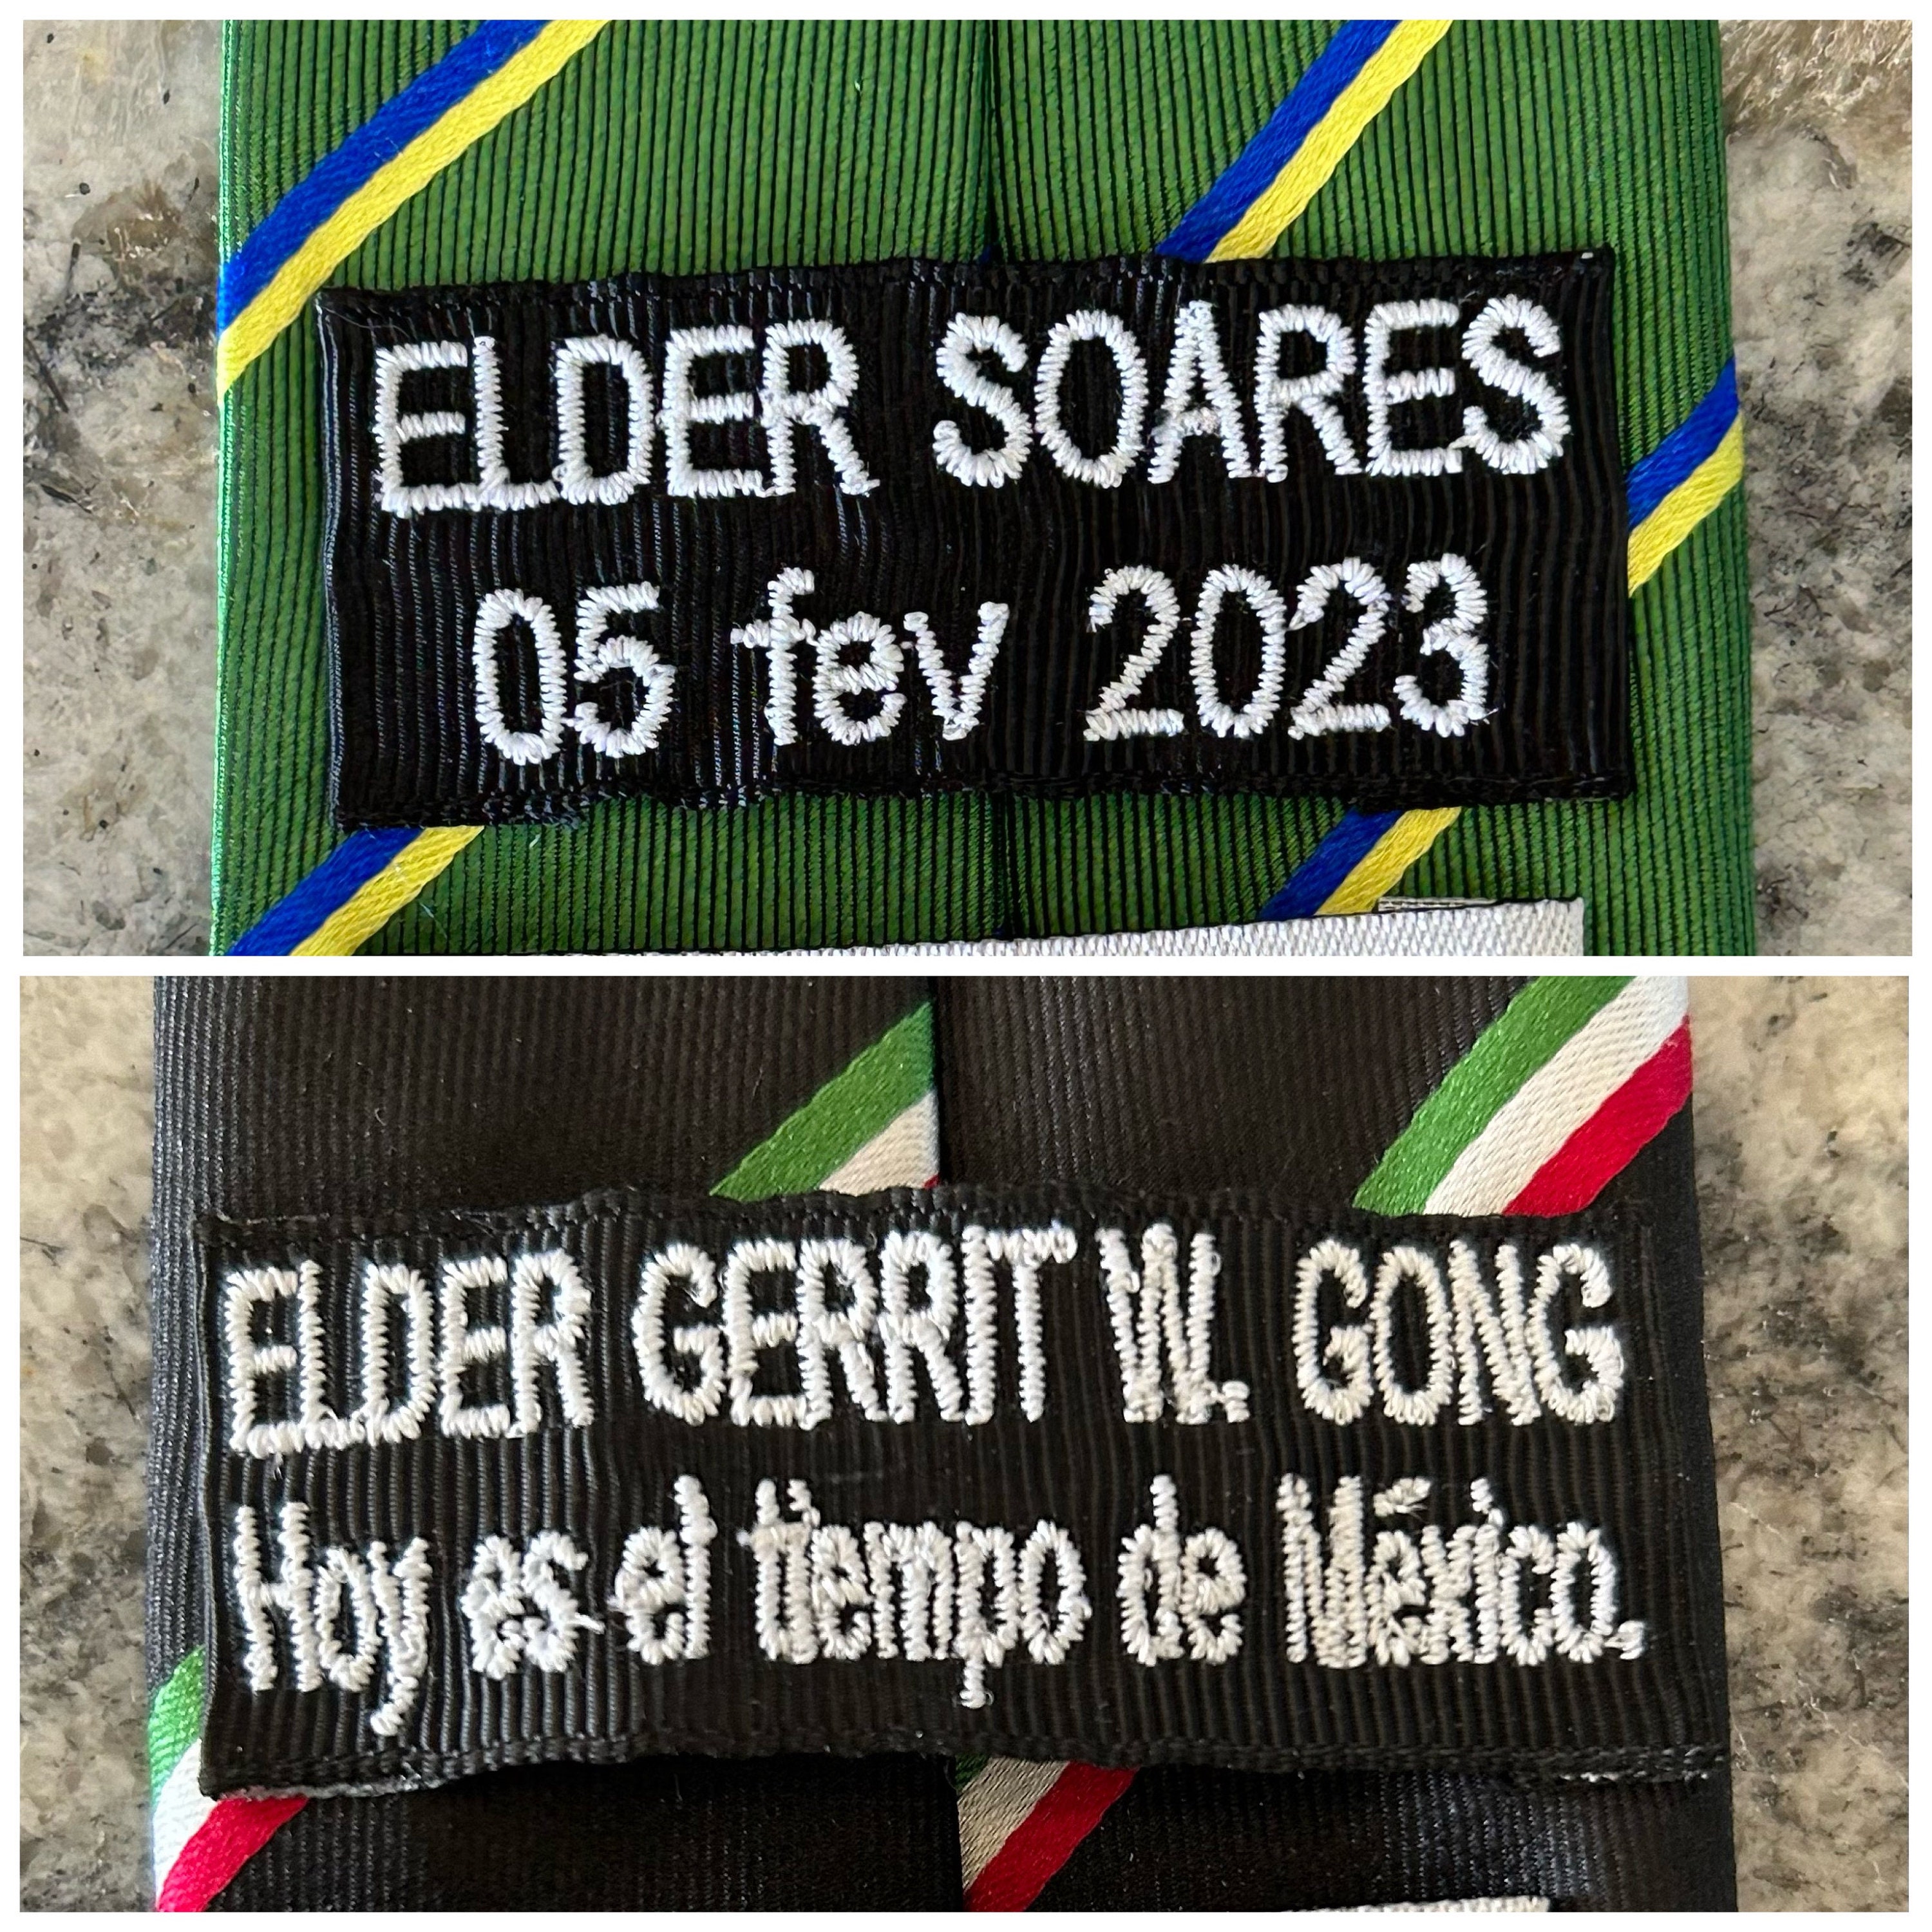 ELDER SOARES
05 fev 2023
ELDER GERRIT W. GONG
Hoy es el tiempo de México,